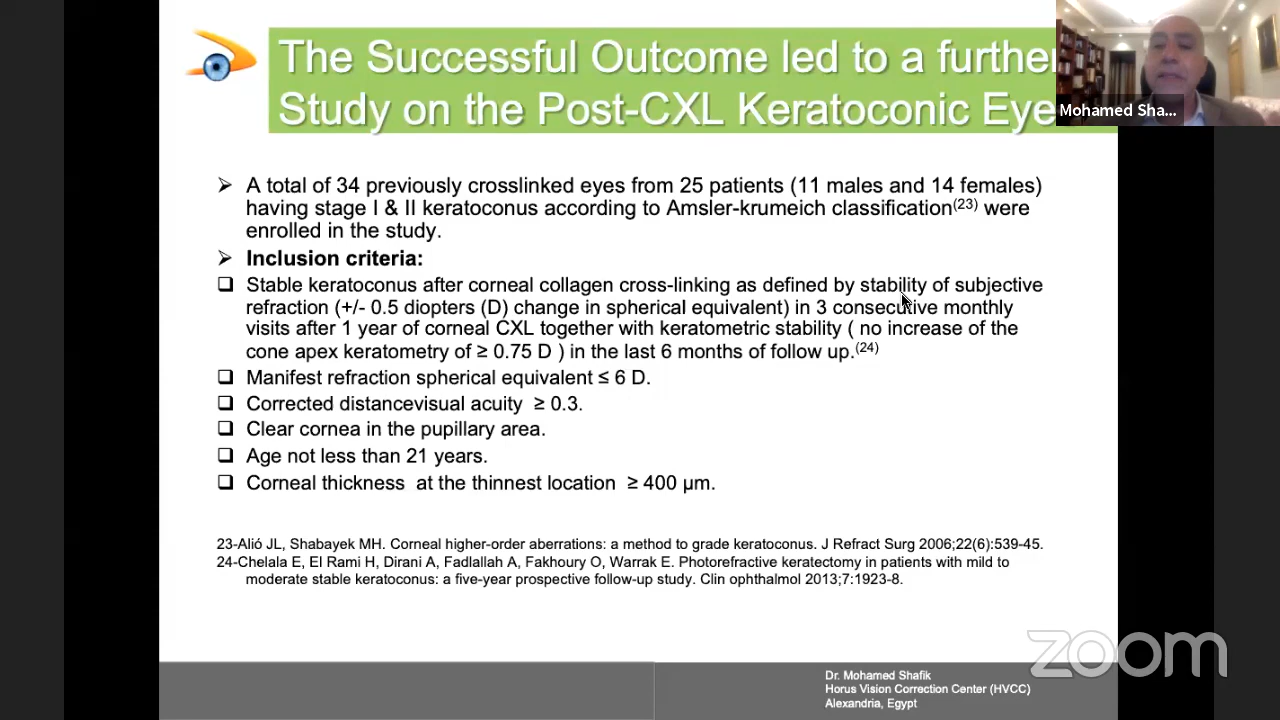 The Successful Outcome led to a further
Study on the Post-CXL Keratoconic Eye
Mohamed Sha...
➢ A total of 34 previously crosslinked eyes from 25 patients (11 males and 14 females)
having stage I & II keratoconus according to Amsler-krumeich classification(23) were
enrolled in the study.
➢ Inclusion criteria:
❑ Stable keratoconus after corneal collagen cross-linking as defined by stability of subjective
refraction (+/- 0.5 diopters (D) change in spherical equivalent) in 3 consecutive monthly
visits after 1 year of corneal CXL together with keratometric stability ( no increase of the
cone apex keratometry of ≥ 0.75 D ) in the last 6 months of follow up.(24)
❑ Manifest refraction spherical equivalent ≤ 6 D.
❑ Corrected distancevisual acuity ≥ 0.3.
❑ Clear cornea in the pupillary area.
❑ Age not less than 21 years.
❑ Corneal thickness at the thinnest location ≥ 400 µm.
23-Alió JL, Shabayek MH. Corneal higher-order aberrations: a method to grade keratoconus. J Refract Surg 2006;22(6):539-45.
24-Chelala E, El Rami H, Dirani A, Fadlallah A, Fakhoury O, Warrak E. Photorefractive keratectomy in patients with mild to
moderate stable keratoconus: a five-year prospective follow-up study. Clin ophthalmol 2013;7:1923-8.
zoom
Dr. Mohamed Shafik
Horus Vision Correction Center (HVCC)
Alexandria, Egypt